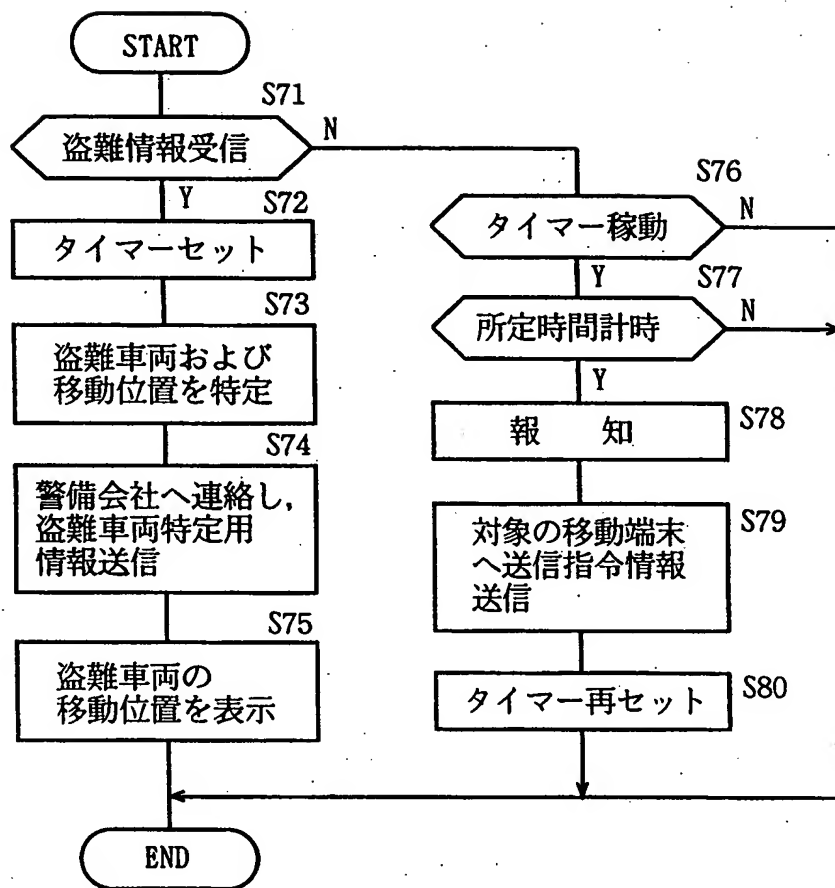 START
S71
盗難情報受信
N
Y
S72
タイマーセット
S73
盗難車両および
移動位置を特定
S74
警備会社へ連絡し,
盗難車両特定用
情報送信
S75
盗難車両の
移動位置を表示
END
S76
タイマー稼動
N
Y
S77
所定時間計時
N
Y
S78
報 知
S79
対象の移動端末
へ送信指令情報
送信
S80
タイマー再セット